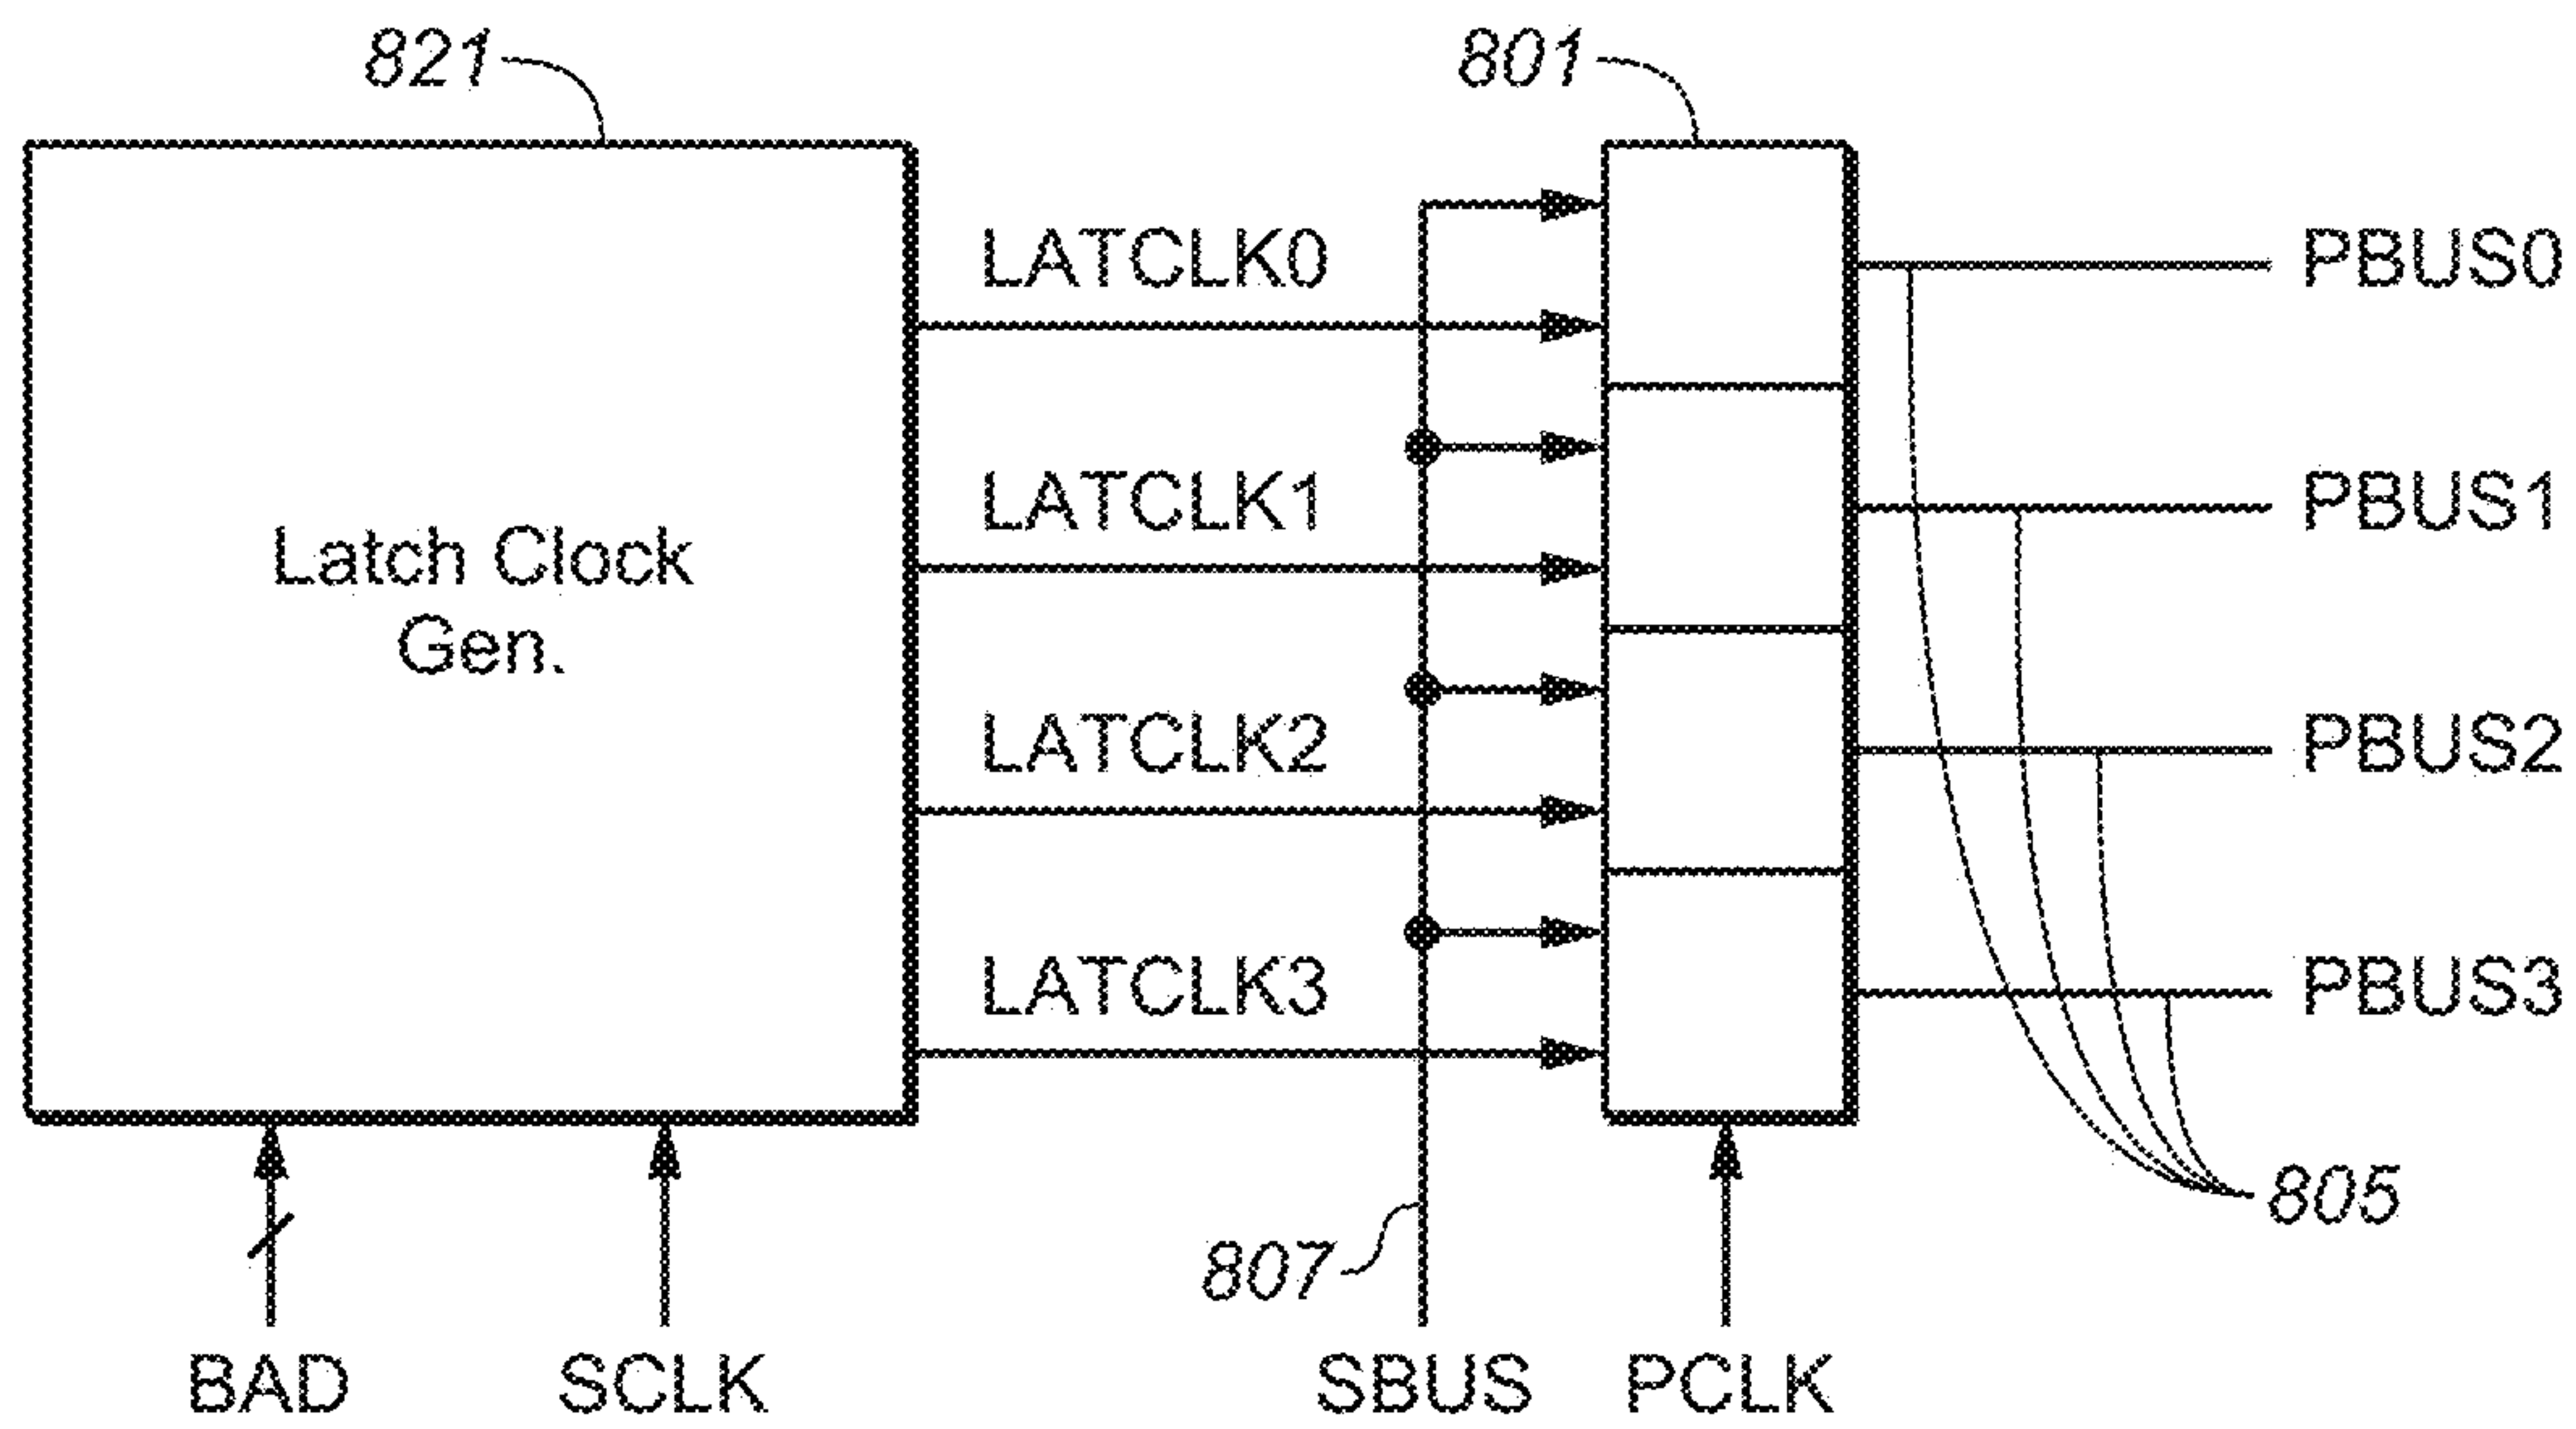 821
801
LATCLK0
PBUS0
LATCLK1
PBUS1
Latch Clock
Gen.
LATCLK2
PBUS2
LATCLK3
PBUS3
805
807
BAD
SCLK
SBUS
PCLK